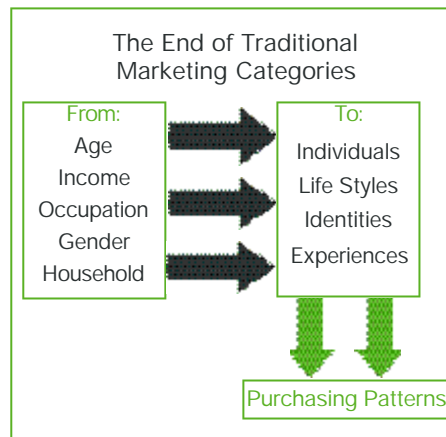 The End of Traditional
Marketing Categories
From:
Age
Income
Occupation
Gender
Household
To:
Individuals
Life Styles
Identities
Experiences
Purchasing Patterns